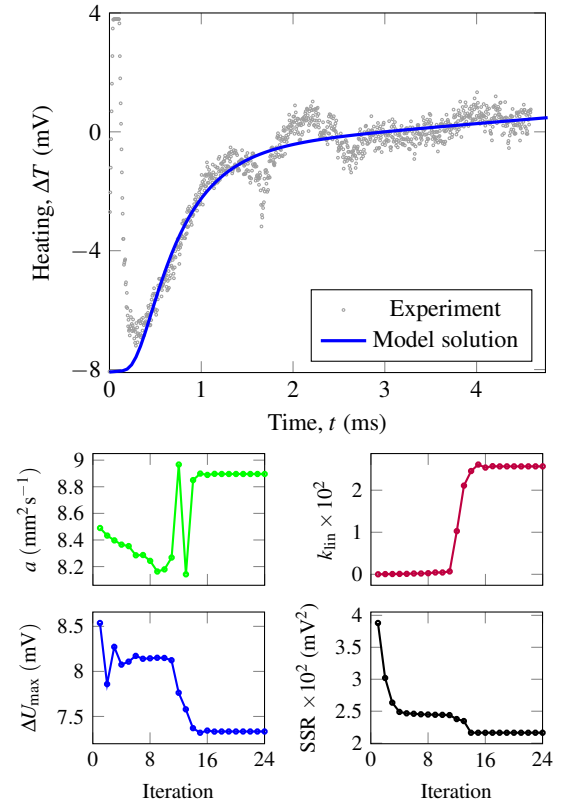 4
0
−4
−8
Heating, ΔT (mV)
Experiment
Model solution
0 1 2 3 4
Time, t (ms)
9
8.8
8.6
8.4
8.2
a (mm²s⁻¹)
2
1
0
k_lin × 10²
8.5
8
7.5
ΔU_max (mV)
0 8 16 24
Iteration
4
3.5
3
2.5
2
SSR ×10² (mV²)
0 8 16 24
Iteration